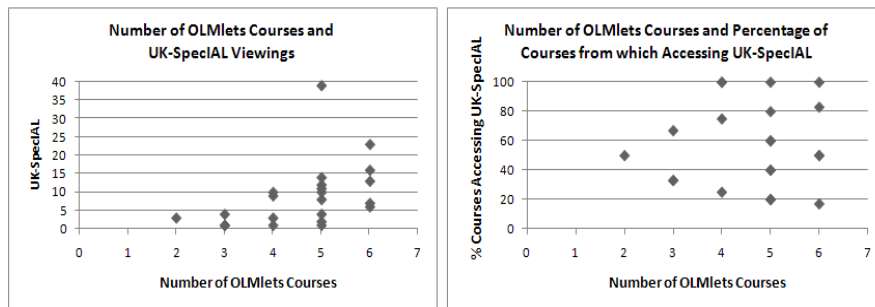 Number of OLMlets Courses and
UK-SpecIAL Viewings
UK-SpecIAL
40
35
30
25
20
15
10
5
0
0 1 2 3 4 5 6 7
Number of OLMlets Courses
Number of OLMlets Courses and Percentage of
Courses from which Accessing UK-SpecIAL
% Courses Accessing UK-SpecIAL
100
80
60
40
20
0
0 1 2 3 4 5 6 7
Number of OLMlets Courses